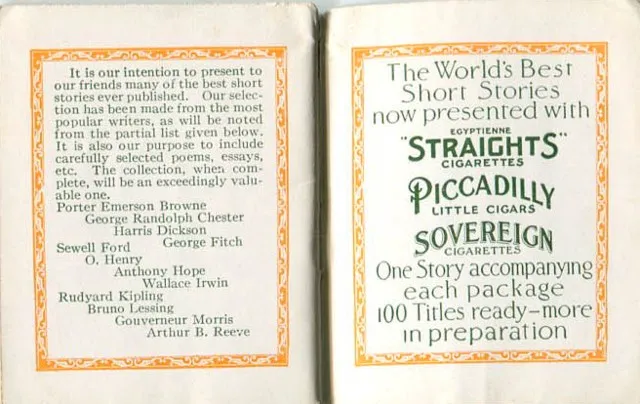 It is our intention to present to
our friends many of the best short
stories ever published. Our selec-
tion has been made from the most
popular writers, as will be noted
from the partial list given below.
It is also our purpose to include
carefully selected poems, essays,
etc. The collection, when com-
plete, will be an exceedingly valu-
able one.
Porter Emerson Browne
George Randolph Chester
Harris Dickson
George Fitch
Sewell Ford
O. Henry
Anthony Hope
Wallace Irwin
Rudyard Kipling
Bruno Lessing
Gouverneur Morris
Arthur B. Reeve
The World's Best
Short Stories
now presented with
EGYPTIENNE
"STRAIGHTS"
CIGARETTES
PICCADILLY
LITTLE CIGARS
SOVEREIGN
CIGARETTES
One Story accompanying
each package
100 Titles ready-more
in preparation